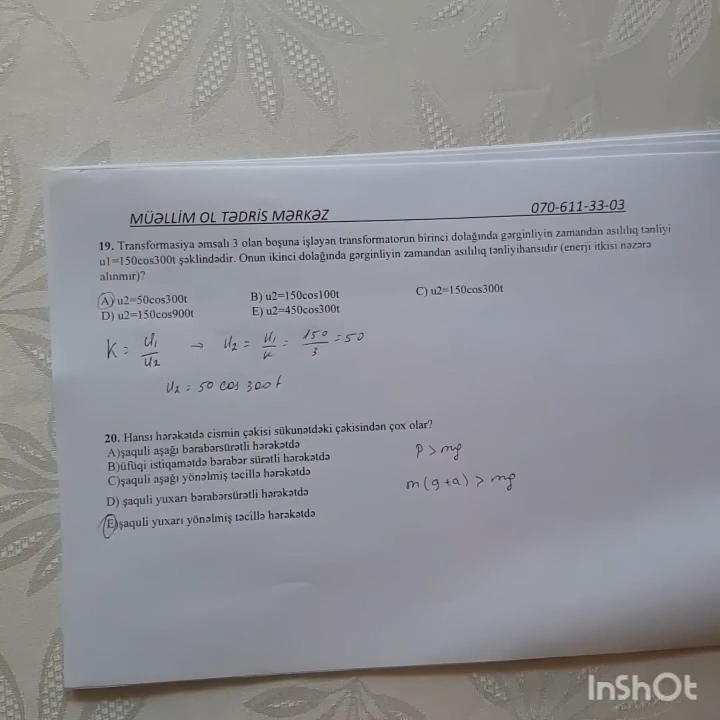 MÜƏLLİM OL TƏDRİS MƏRKƏZ 070-611-33-03
19. Transformasiya əmsalı 3 olan boşuna işləyən transformatorun birinci dolağında gərginliyin zamandan asılılıq tənliyi
u1=150cos300t şəklindədir. Onun ikinci dolağında gərginliyin zamandan asılılıq tənliyihansıdır (enerji itkisi nəzərə
alınmır)?
A) u2=50cos300t B) u2=150cos100t C) u2=150cos300t
D) u2=150cos900t E) u2=450cos300t
K = U1/U2 → U2 = U1/K = 150/3 = 50
U2 = 50 cos 300t
20. Hansı hərəkətdə cismin çəkisi sükunətdəki çəkisindən çox olar?
A)şaquli aşağı bərabərsürətli hərəkətdə
B)üfüqi istiqamətdə bərabər sürətli hərəkətdə
P > mg
C)şaquli aşağı yönəlmiş təcillə hərəkətdə
m(g+a) > mg
D) şaquli yuxarı bərabərsürətli hərəkətdə
E)şaquli yuxarı yönəlmiş təcillə hərəkətdə
InShOt